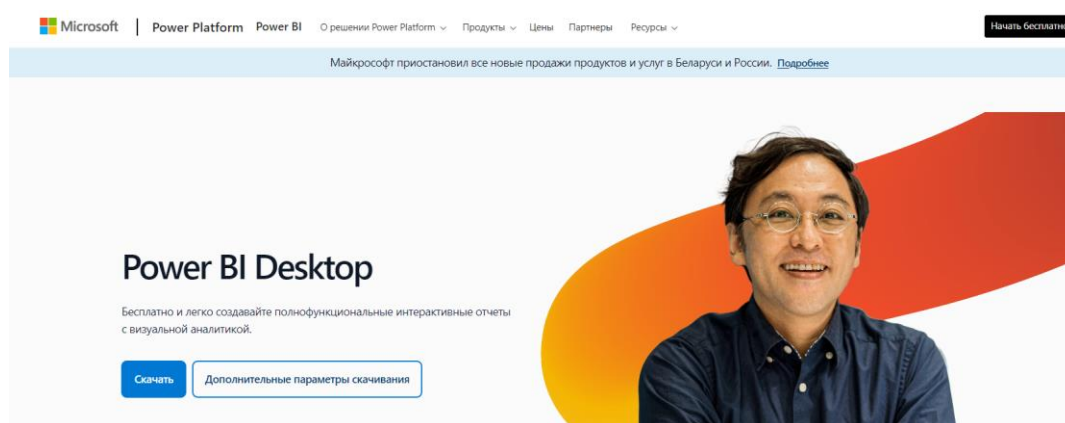 Microsoft Power Platform Power BI О решении Power Platform Продукты Цены Партнеры Ресурсы Начать бесплатно
Майкрософт приостановил все новые продажи продуктов и услуг в Беларуси и России. Подробнее
Power BI Desktop
Бесплатно и легко создавайте полнофункциональные интерактивные отчеты
с визуальной аналитикой.
Скачать Дополнительные параметры скачивания